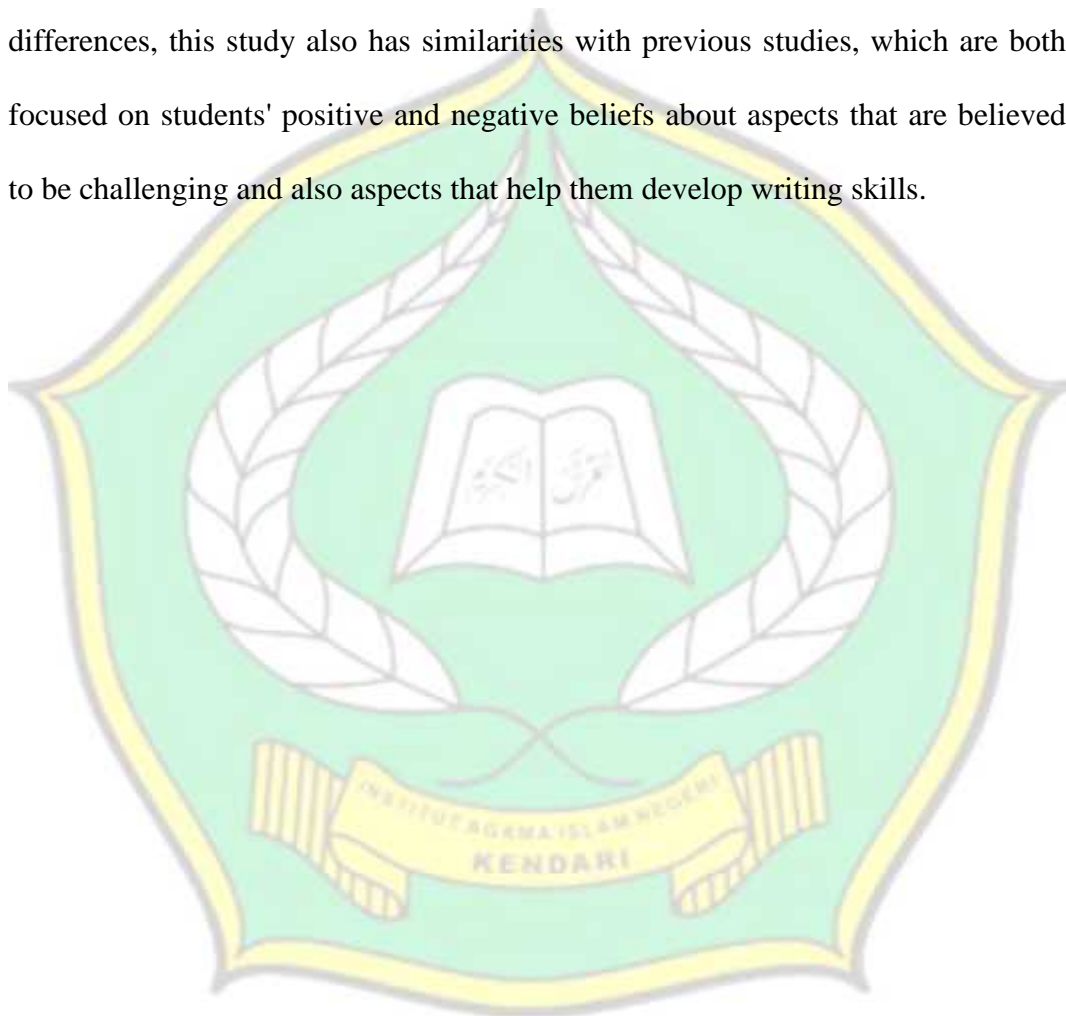 differences, this study also has similarities with previous studies, which are both
focused on students' positive and negative beliefs about aspects that are believed
to be challenging and also aspects that help them develop writing skills.
INSTITUT AGAMA ISLAM NEGERI
KENDARI